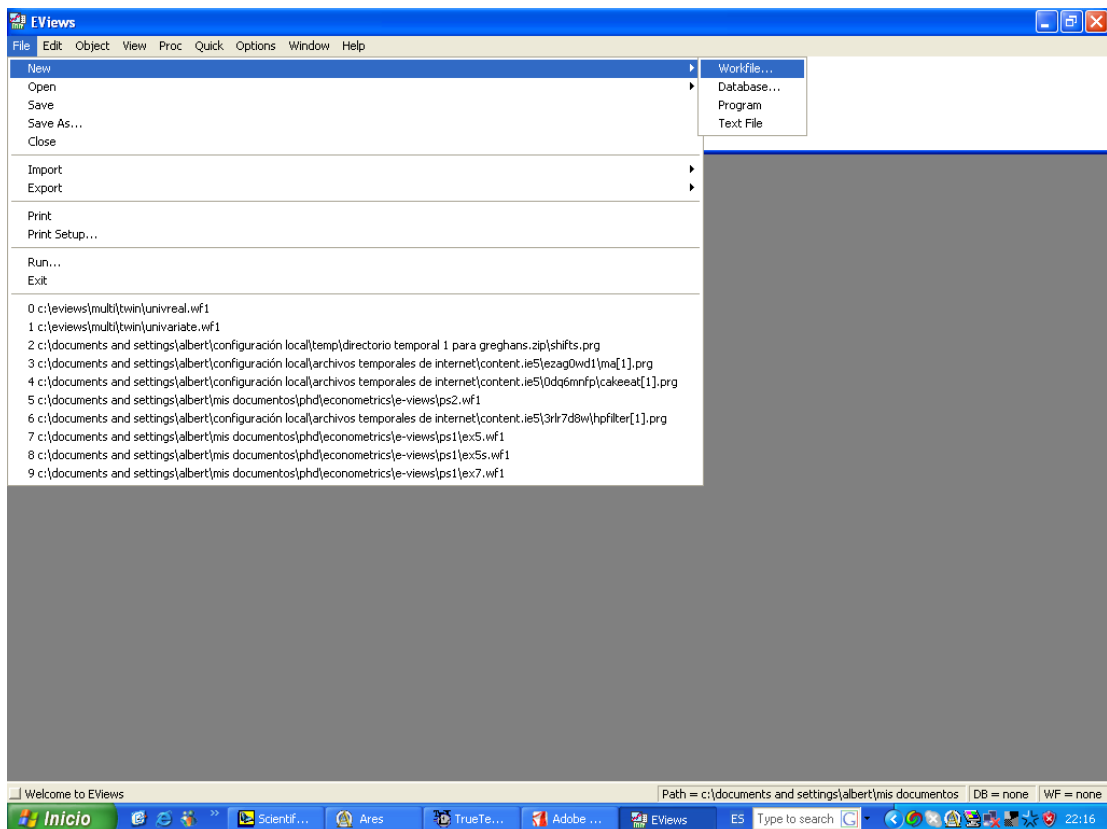 EViews
File Edit Object View Proc Quick Options Window Help
New
Open
Save
Save As...
Close
Import
Export
Print
Print Setup...
Run...
Exit
0 c:\eviews\multi\twin\univreal.wf1
1 c:\eviews\multi\twin\univariate.wf1
2 c:\documents and settings\albert\configuración local\temp\directorio temporal 1 para greghans.zip\shifts.prg
3 c:\documents and settings\albert\configuración local\archivos temporales de internet\content.ie5\ezag0wd1\ma[1].prg
4 c:\documents and settings\albert\configuración local\archivos temporales de internet\content.ie5\0dq6mnfp\cakeeat[1].prg
5 c:\documents and settings\albert\mis documentos\phd\econometrics\e-views\ps2.wf1
6 c:\documents and settings\albert\configuración local\archivos temporales de internet\content.ie5\3rlr7d8w\hpfilter[1].prg
7 c:\documents and settings\albert\mis documentos\phd\econometrics\e-views\ps1\ex5.wf1
8 c:\documents and settings\albert\mis documentos\phd\econometrics\e-views\ps1\ex5s.wf1
9 c:\documents and settings\albert\mis documentos\phd\econometrics\e-views\ps1\ex7.wf1
Workfile...
Database...
Program
Text File
Welcome to EViews
Path = c:\documents and settings\albert\mis documentos DB = none WF = none
Inicio Scientif... Ares TrueTe... Adobe ... EViews ES Type to search 22:16